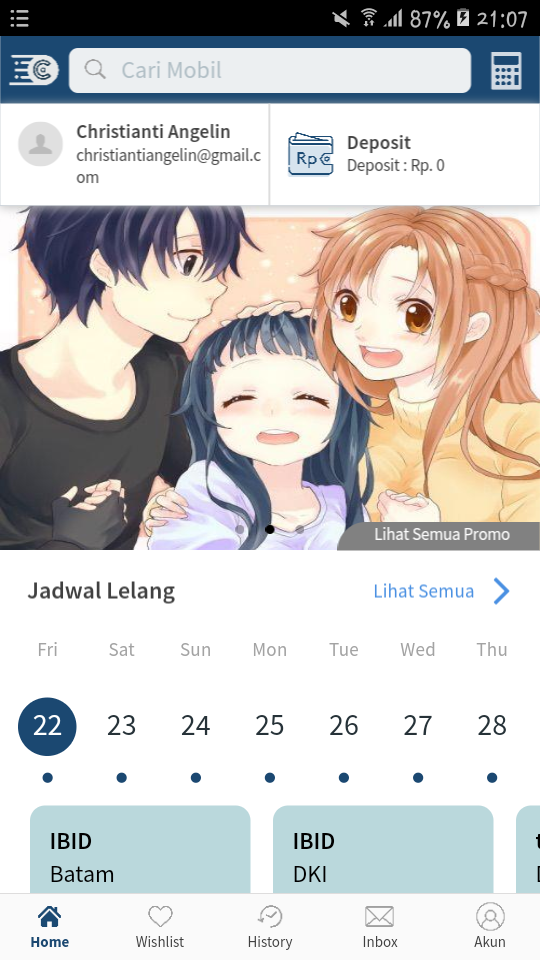 87% 21:07
Cari Mobil
Christianti Angelin
christiantiangelin@gmail.c
om
Rp
Deposit
Deposit : Rp. 0
Lihat Semua Promo
Jadwal Lelang
Lihat Semua
Fri Sat Sun Mon Tue Wed Thu
22 23 24 25 26 27 28
IBID
Batam
IBID
DKI
Home Wishlist History Inbox Akun